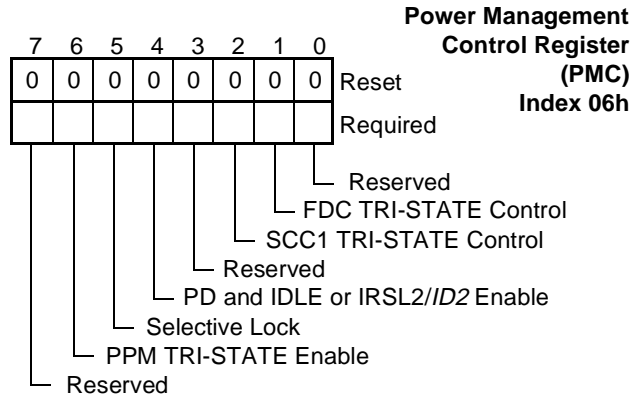 Power Management
Control Register
(PMC)
Index 06h
7 6 5 4 3 2 1 0
0 0 0 0 0 0 0 0 Reset
Required
Reserved
FDC TRI-STATE Control
SCC1 TRI-STATE Control
Reserved
PD and IDLE or IRSL2/ID2 Enable
Selective Lock
PPM TRI-STATE Enable
Reserved